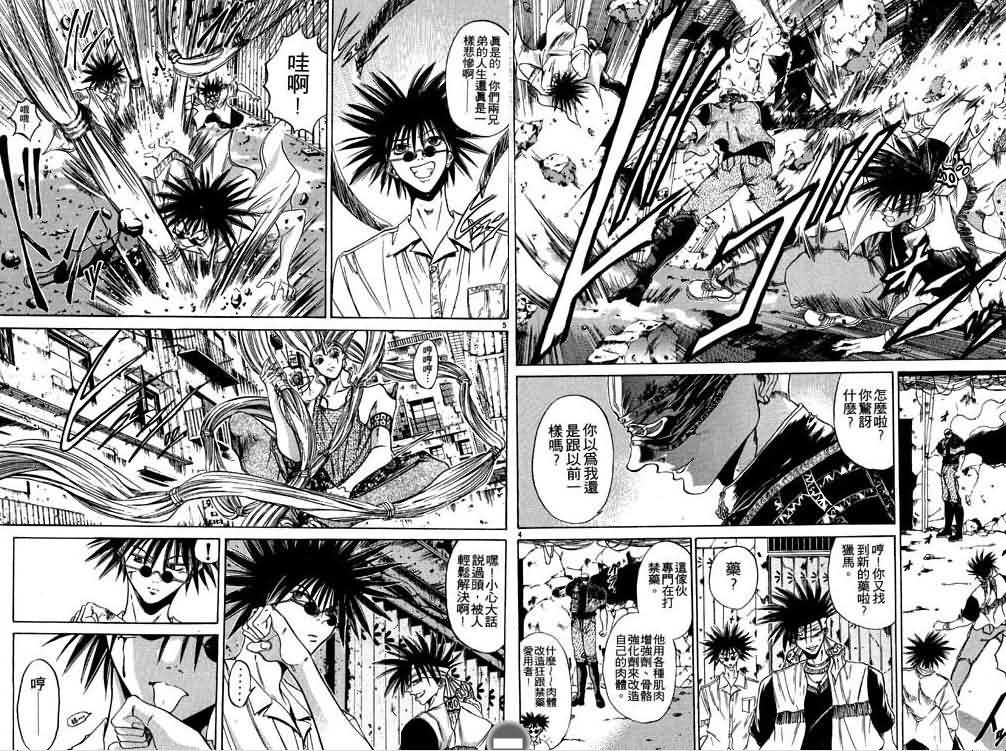 怎麼啦?
你驚訝
什麼?
你以為我還
是跟以前一
樣嗎?
哼!你又找
到新的藥啦?
獵馬。
藥?
這傢伙
專門在打
禁藥。
他用各種肌肉
增強劑、骨骼
強化劑來改造
自己的肉體。
什麼~~肉體
改造狂跟禁藥
愛用者!
4
真是的,你們兩兄
弟的人生還真是一
樣悲慘啊。
哇啊!
哦哦
5
哼哼哼…
嘿,小心大話
說過頭,被人
輕鬆解決啊!
!
哼——